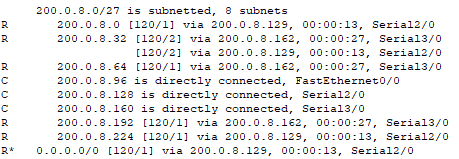 200.0.8.0/27 is subnetted, 8 subnets
R 200.0.8.0 [120/1] via 200.0.8.129, 00:00:13, Serial2/0
R 200.0.8.32 [120/2] via 200.0.8.162, 00:00:27, Serial3/0
[120/2] via 200.0.8.129, 00:00:13, Serial2/0
R 200.0.8.64 [120/1] via 200.0.8.162, 00:00:27, Serial3/0
C 200.0.8.96 is directly connected, FastEthernet0/0
C 200.0.8.128 is directly connected, Serial2/0
C 200.0.8.160 is directly connected, Serial3/0
R 200.0.8.192 [120/1] via 200.0.8.162, 00:00:27, Serial3/0
R 200.0.8.224 [120/1] via 200.0.8.129, 00:00:13, Serial2/0
R* 0.0.0.0/0 [120/1] via 200.0.8.129, 00:00:13, Serial2/0